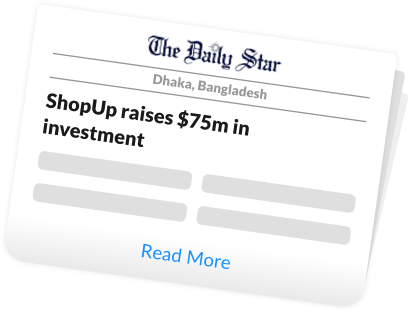 The Daily Star
Dhaka, Bangladesh
ShopUp raises $75m in
investment
Read More